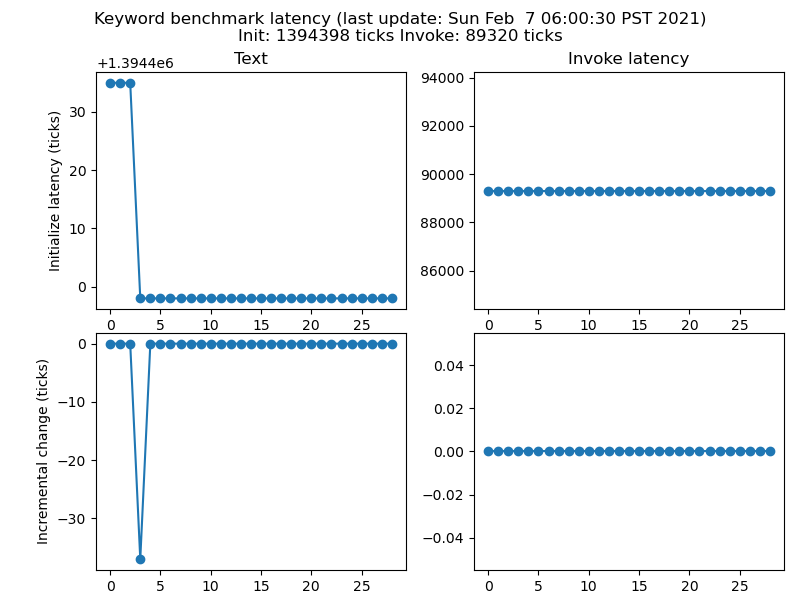 Keyword benchmark latency (last update: Sun Feb  7 06:00:30 PST 2021)
Init: 1394398 ticks Invoke: 89320 ticks
Text
Invoke latency
+1.3944e6
Initialize latency (ticks)
30
20
10
0
0 5 10 15 20 25
94000
92000
90000
88000
86000
0 5 10 15 20 25
Incremental change (ticks)
0
−10
−20
−30
0 5 10 15 20 25
0.04
0.02
0.00
−0.02
−0.04
0 5 10 15 20 25